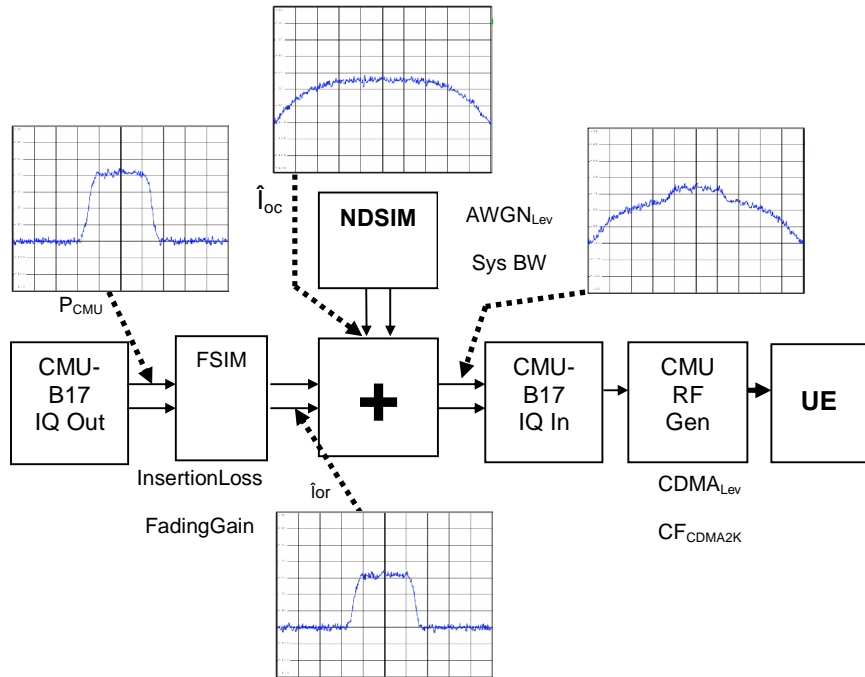 Îoc
NDSIM
AWGNLev
Sys BW
PCMU
CMU-
B17
IQ Out
FSIM
+
CMU-
B17
IQ In
CMU
RF
Gen
UE
InsertionLoss
FadingGain
îor
CDMALev
CFCDMA2K